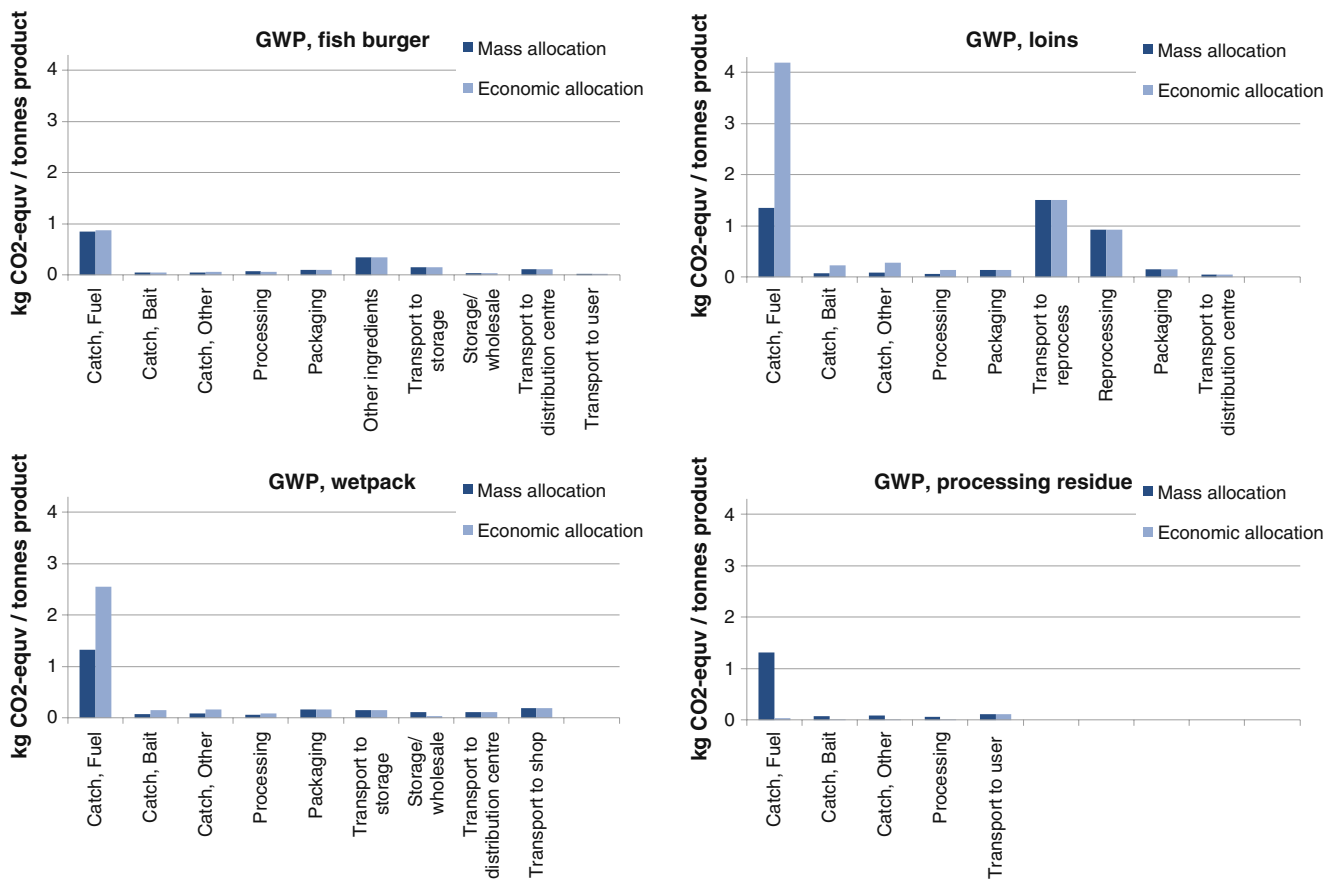 GWP, fish burger
Mass allocation
Economic allocation
kg CO2-equv / tonnes product
4
3
2
1
0
Catch, Fuel
Catch, Bait
Catch, Other
Processing
Packaging
Other ingredients
Transport to
storage
Storage/
wholesale
Transport to
distribution centre
Transport to user
GWP, loins
Mass allocation
Economic allocation
kg CO2-equv / tonnes product
4
3
2
1
0
Catch, Fuel
Catch, Bait
Catch, Other
Processing
Packaging
Transport to
reprocess
Reprocessing
Packaging
Transport to
distribution centre
GWP, wetpack
Mass allocation
Economic allocation
kg CO2-equv / tonnes product
4
3
2
1
0
Catch, Fuel
Catch, Bait
Catch, Other
Processing
Packaging
Transport to
storage
Storage/
wholesale
Transport to
distribution centre
Transport to shop
GWP, processing residue
Mass allocation
Economic allocation
kg CO2-equv / tonnes product
4
3
2
1
0
Catch, Fuel
Catch, Bait
Catch, Other
Processing
Transport to user